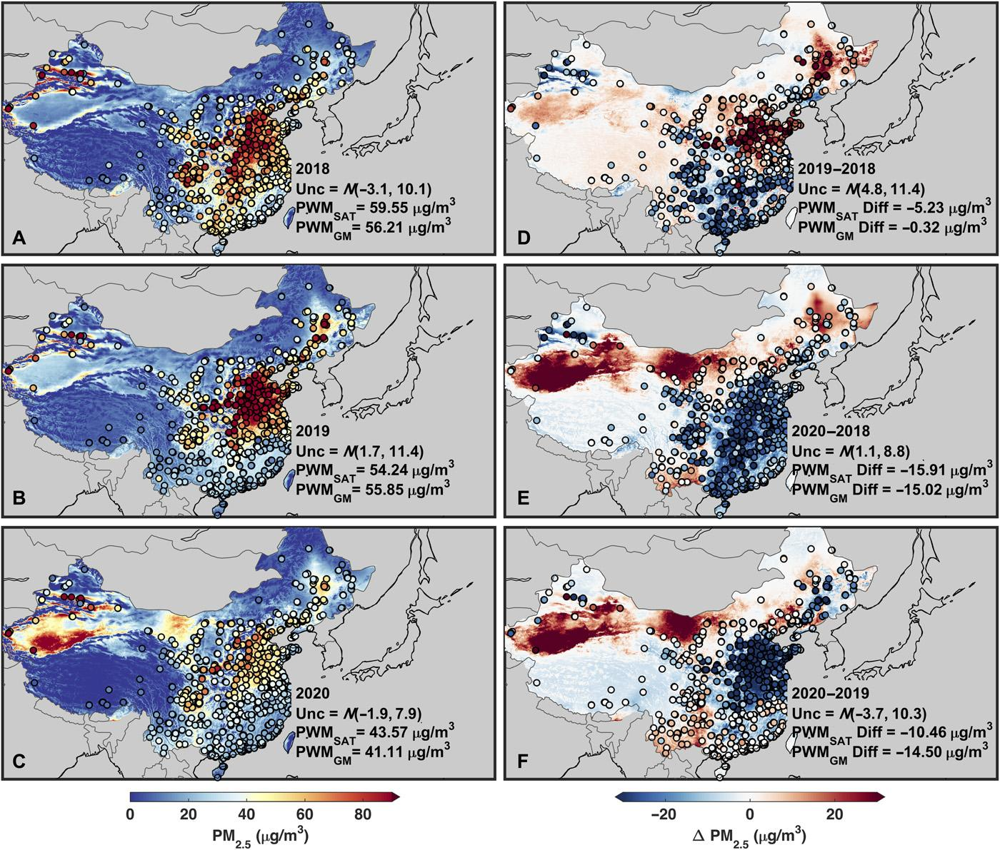 2018
Unc = N(−3.1, 10.1)
PWM_SAT = 59.55 μg/m³
PWM_GM = 56.21 μg/m³
A
2019−2018
Unc = N(4.8, 11.4)
PWM_SAT Diff = −5.23 μg/m³
PWM_GM Diff = −0.32 μg/m³
D
2019
Unc = N(1.7, 11.4)
PWM_SAT = 54.24 μg/m³
PWM_GM = 55.85 μg/m³
B
2020−2018
Unc = N(1.1, 8.8)
PWM_SAT Diff = −15.91 μg/m³
PWM_GM Diff = −15.02 μg/m³
E
2020
Unc = N(−1.9, 7.9)
PWM_SAT = 43.57 μg/m³
PWM_GM = 41.11 μg/m³
C
2020−2019
Unc = N(−3.7, 10.3)
PWM_SAT Diff = −10.46 μg/m³
PWM_GM Diff = −14.50 μg/m³
F
0 20 40 60 80
PM2.5 (μg/m³)
−20 0 20
Δ PM2.5 (μg/m³)